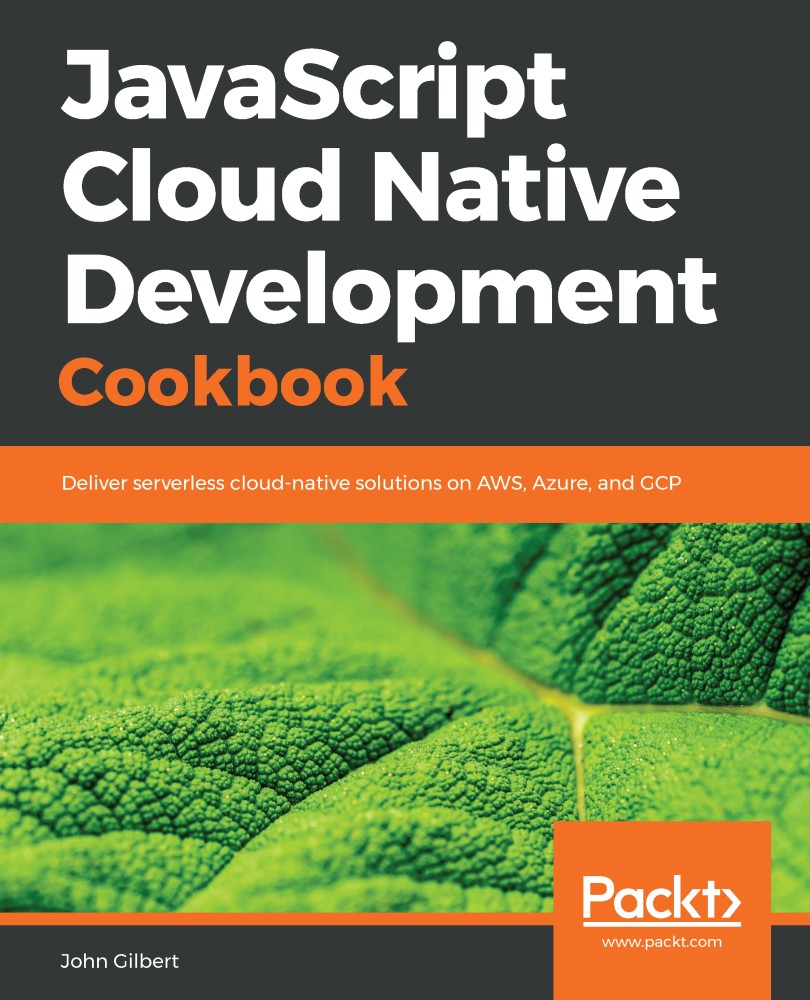 JavaScript
Cloud Native
Development
Cookbook
Deliver serverless cloud-native solutions on AWS, Azure, and GCP
Packt>
www.packt.com
John Gilbert